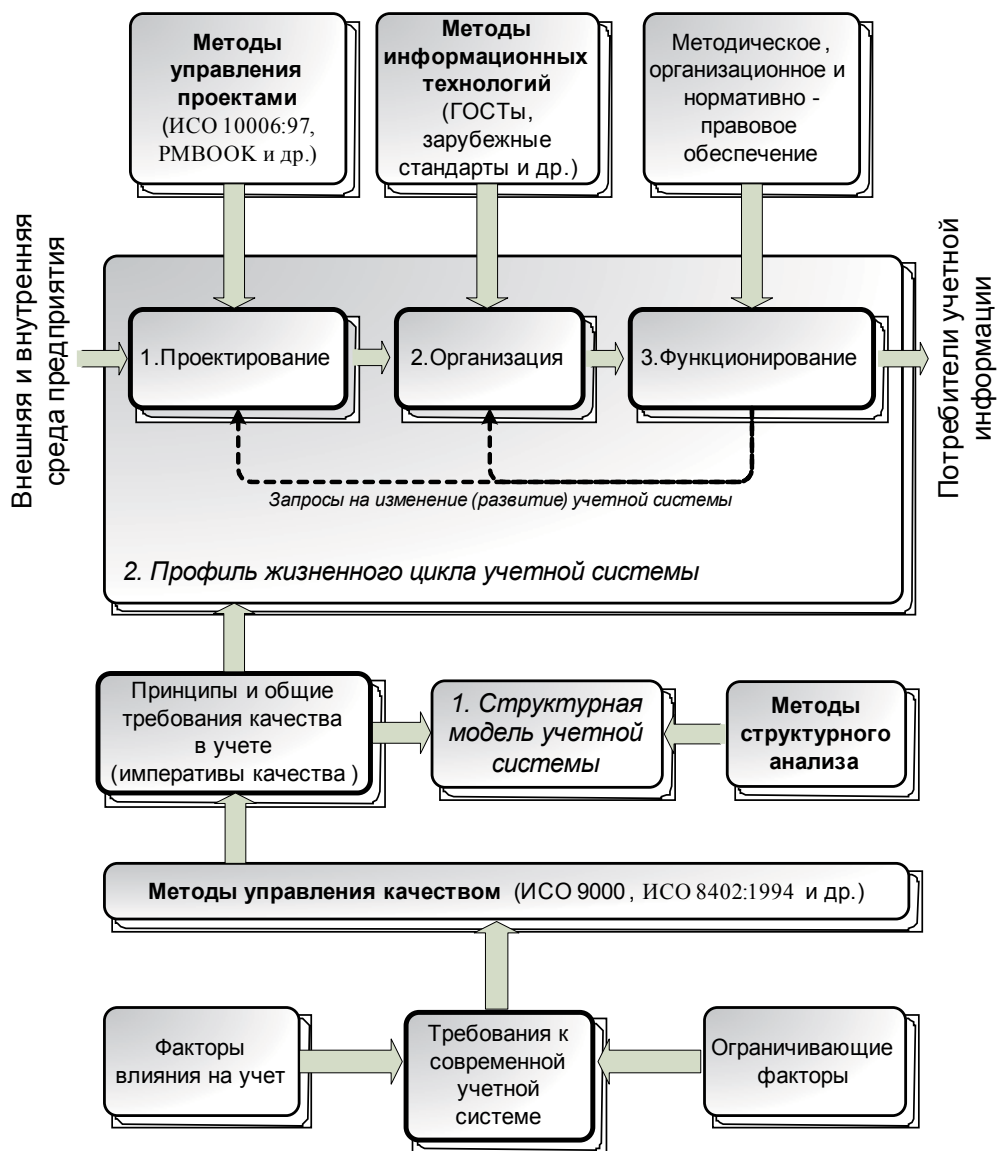 Методы
управления
проектами
(ИСО 10006:97,
PMBOOK и др.)
Методы
информационных
технологий
(ГОСТы,
зарубежные
стандарты и др.)
Методическое,
организационное и
нормативно -
правовое
обеспечение
Внешняя и внутренняя
среда предприятия
1.Проектирование
2.Организация
3.Функционирование
Потребители учетной
информации
Запросы на изменение (развитие) учетной системы
2. Профиль жизненного цикла учетной системы
Принципы и общие
требования качества
в учете
(императивы качества )
1. Структурная
модель учетной
системы
Методы
структурного
анализа
Методы управления качеством (ИСО 9000 , ИСО 8402:1994 и др.)
Факторы
влияния на учет
Требования к
современной
учетной
системе
Ограничивающие
факторы